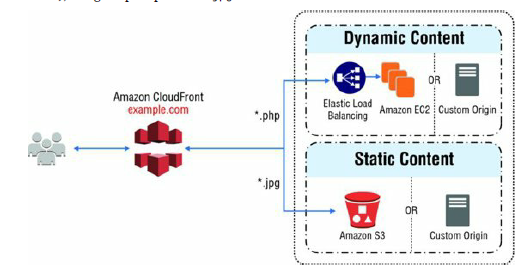 Dynamic Content
Amazon CloudFront
example.com
*.php
Elastic Load
Balancing
Amazon EC2
OR
Custom Origin
Static Content
*.jpg
Amazon S3
OR
Custom Origin